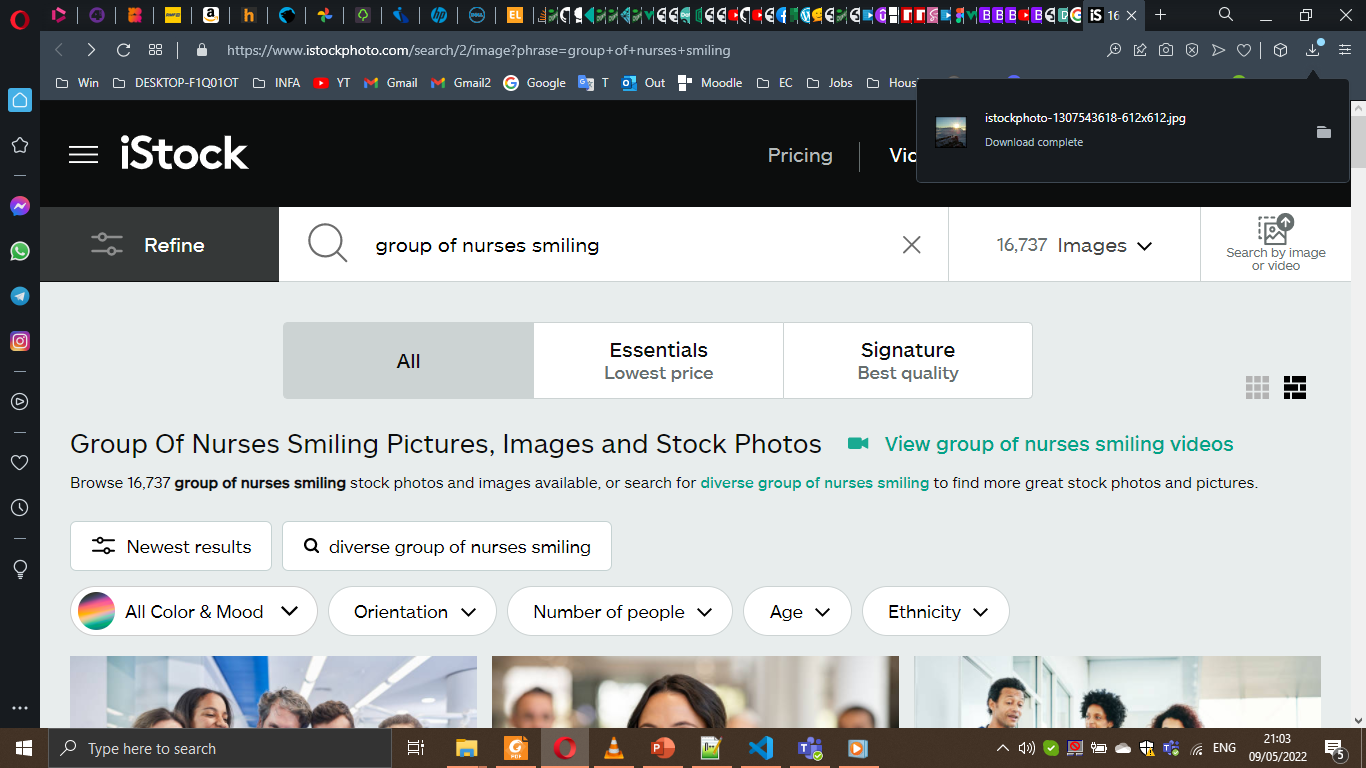 EL
iS 16
https://www.istockphoto.com/search/2/image?phrase=group+of+nurses+smiling
Win
DESKTOP-F1Q01OT
INFA
YT
Gmail
Gmail2
Google
T
Out
Moodle
EC
Jobs
istockphoto-1307543618-612x612.jpg
Download complete
iStock
Pricing
Refine
group of nurses smiling
16,737 Images
Search by image
or video
All
Essentials
Lowest price
Signature
Best quality
Group Of Nurses Smiling Pictures, Images and Stock Photos
View group of nurses smiling videos
Browse 16,737 group of nurses smiling stock photos and images available, or search for diverse group of nurses smiling to find more great stock photos and pictures.
Newest results
diverse group of nurses smiling
All Color & Mood
Orientation
Number of people
Age
Ethnicity
Type here to search
ENG
21:03
09/05/2022
5